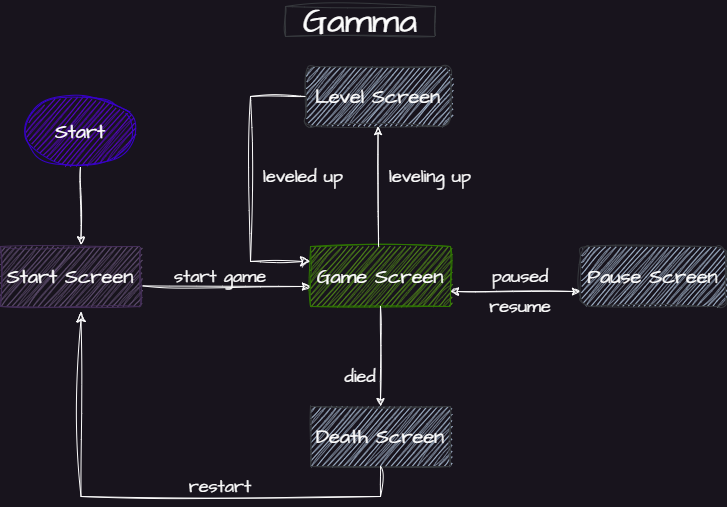 Gamma
Level Screen
Start
leveled up
leveling up
Start Screen
start game
Game Screen
paused
resume
Pause Screen
died
Death Screen
restart